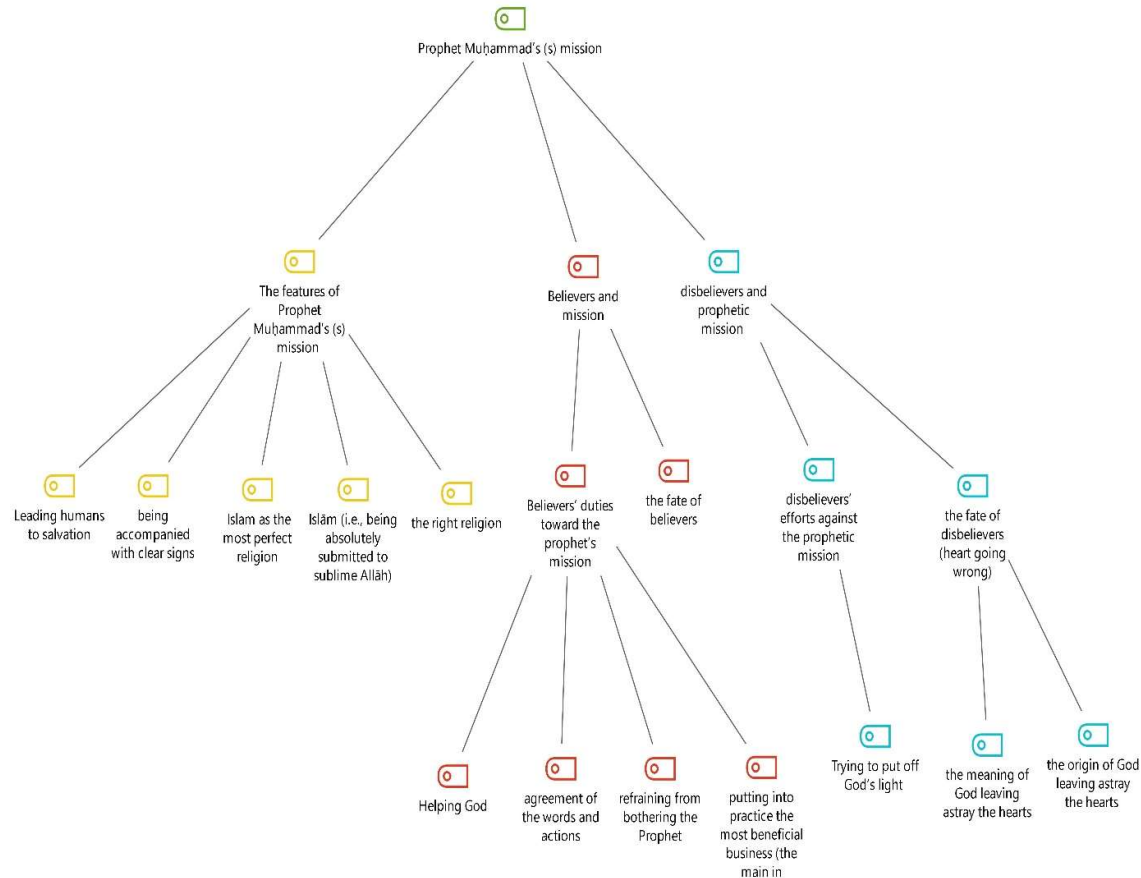 Prophet Muḥammad’s (s) mission
The features of
Prophet
Muḥammad’s (s)
mission
Believers and
mission
disbelievers and
prophetic
mission
Leading humans
to salvation
being
accompanied
with clear signs
Islam as the
most perfect
religion
Islām (i.e., being
absolutely
submitted to
sublime Allāh)
the right religion
Believers’ duties
toward the
prophet’s
mission
the fate of
believers
disbelievers’
efforts against
the prophetic
mission
the fate of
disbelievers
(heart going
wrong)
Helping God
agreement of
the words and
actions
refraining from
bothering the
Prophet
putting into
practice the
most beneficial
business (the
main in
Trying to put off
God’s light
the meaning of
God leaving
astray the hearts
the origin of God
leaving astray
the hearts